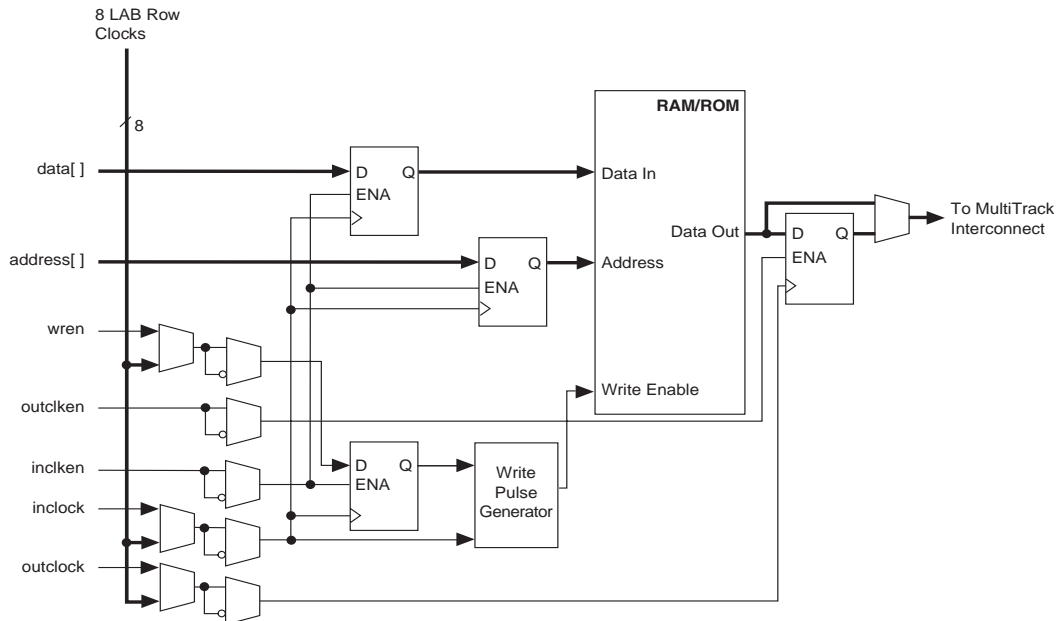 8 LAB Row
Clocks
8
RAM/ROM
data[ ]
D Q
ENA
Data In
To MultiTrack
Interconnect
Data Out
D Q
ENA
address[ ]
D Q
ENA
Address
wren
Write Enable
outclken
inclken
D Q
ENA
Write
Pulse
Generator
inclock
outclock